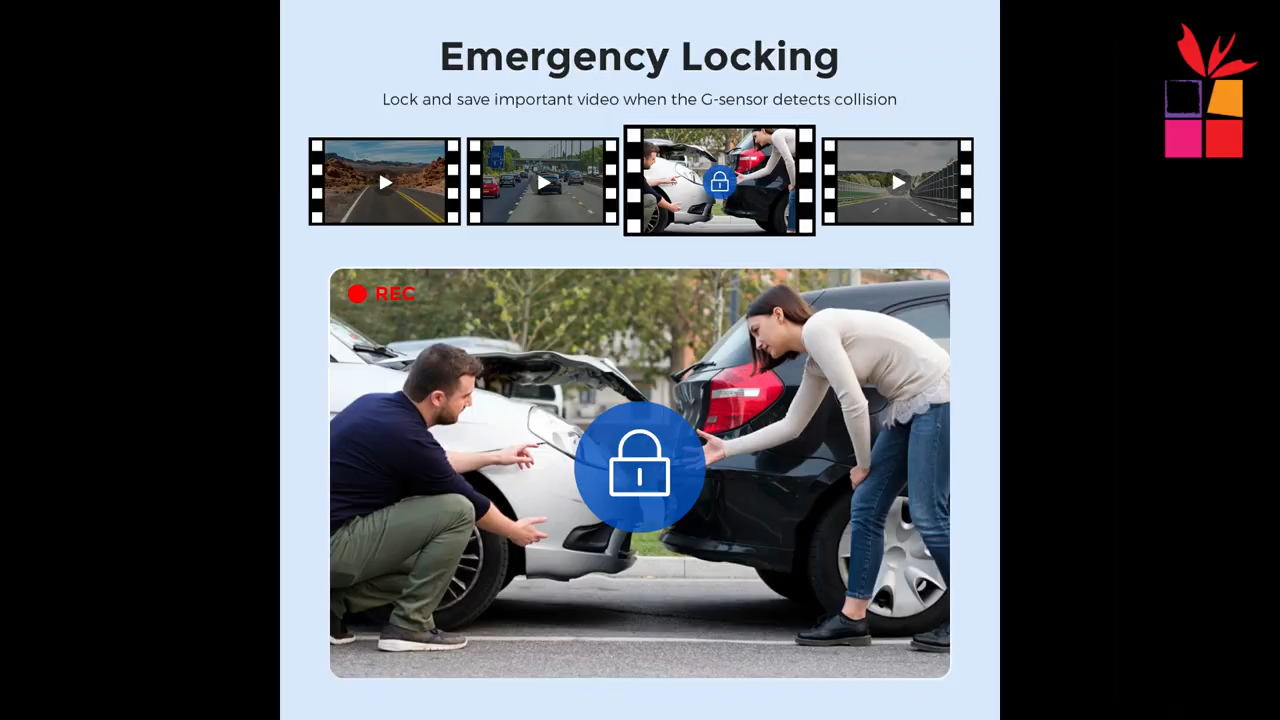 Emergency Locking
Lock and save important video when the G-sensor detects collision
REC